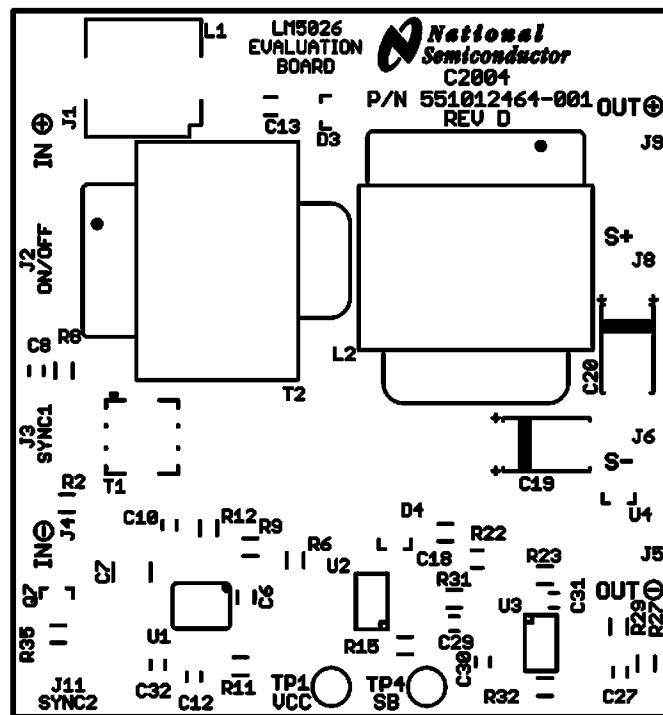 L1
LM5026
EVALUATION
BOARD
National
Semiconductor
C2004
P/N 551012464-001
REV D
OUT
J1
IN
C13
D3
J9
J2
ON/OFF
S+
J8
C8
R8
L2
T2
C20
J3
SYNC1
T1
J6
S-
C19
R2
J4
IN
C10
R12
R9
R6
D4
C18
R22
U4
J5
C7
U2
R31
R23
C31
OUT
Q7
C6
U3
R29
R27
R35
U1
R15
C29
C30
J11
SYNC2
C32
C12
R11
TP1
VCC
TP4
SB
R32
C27